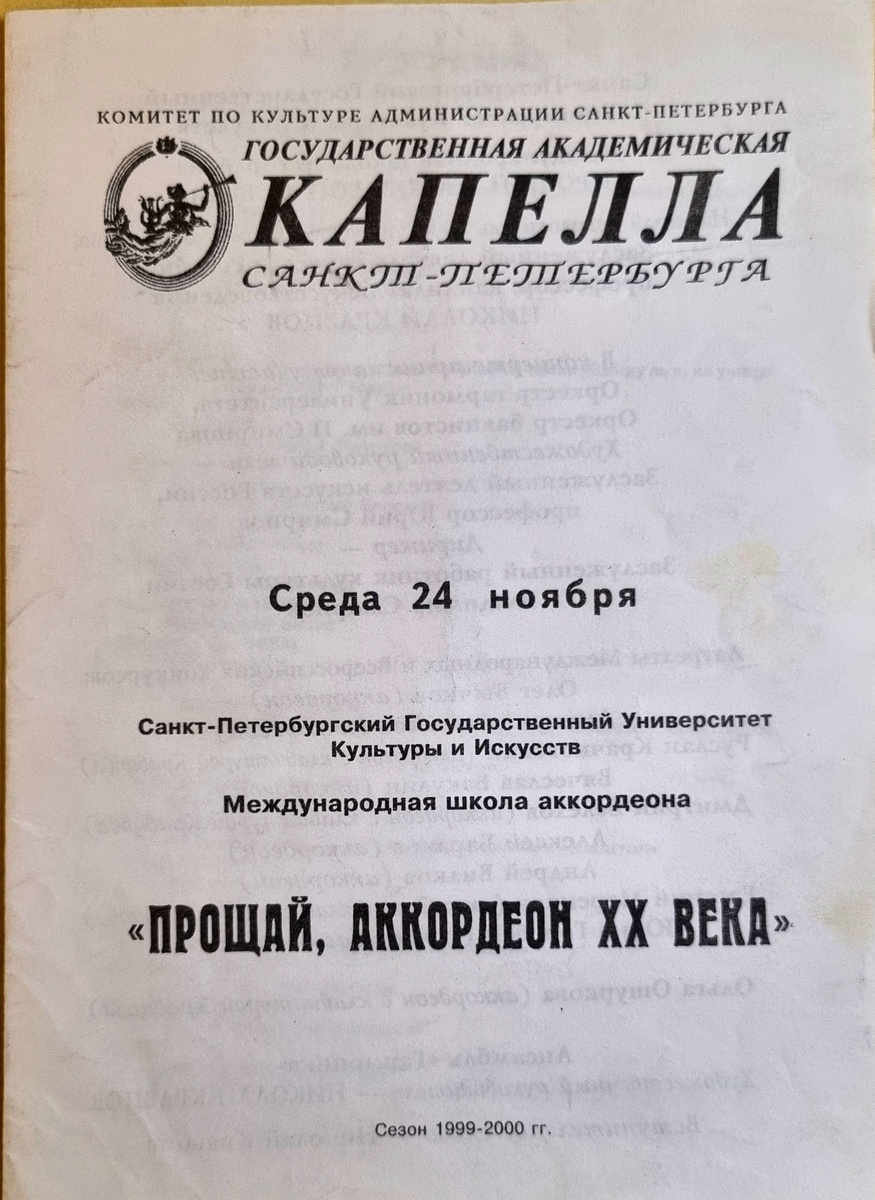 КОМИТЕТ ПО КУЛЬТУРЕ АДМИНИСТРАЦИИ САНКТ-ПЕТЕРБУРГА
ГОСУДАРСТВЕННАЯ АКАДЕМИЧЕСКАЯ
КАПЕЛЛА
САНКТ-ПЕТЕРБУРГА
Среда 24 ноября
Санкт-Петербургский Государственный Университет
Культуры и Искусств
Международная школа аккордеона
«ПРОЩАЙ, АККОРДЕОН XX ВЕКА»
Сезон 1999-2000 гг.